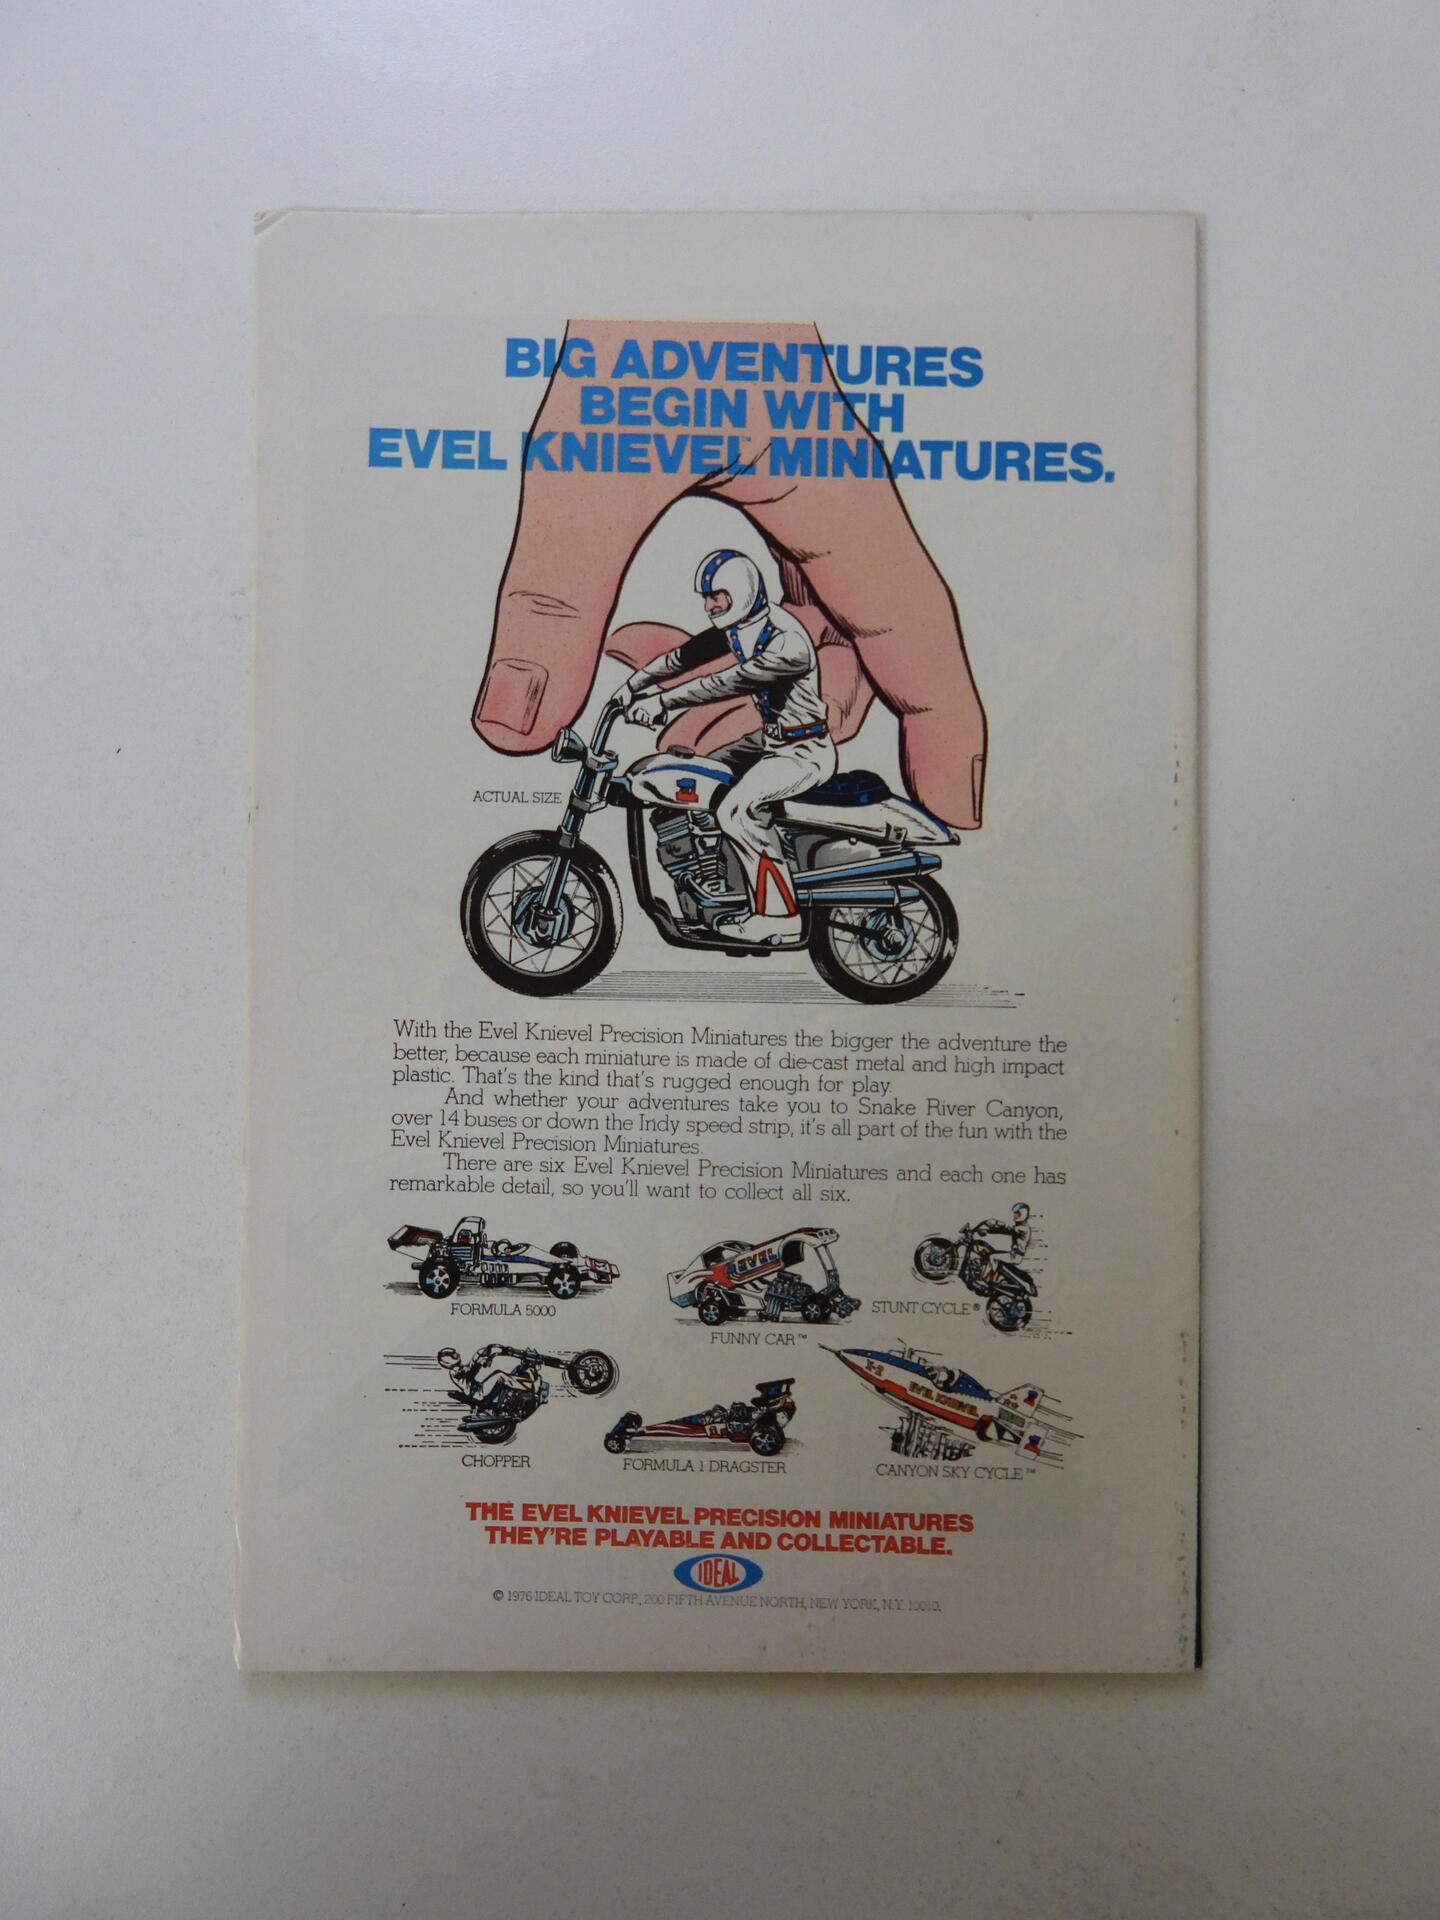 BIG ADVENTURES
BEGIN WITH
EVEL KNIEVEL™ MINIATURES.
ACTUAL SIZE
With the Evel Knievel Precision Miniatures the bigger the adventure the
better, because each miniature is made of die-cast metal and high impact
plastic. That's the kind that's rugged enough for play.
And whether your adventures take you to Snake River Canyon,
over 14 buses or down the Indy speed strip, it's all part of the fun with the
Evel Knievel Precision Miniatures.
There are six Evel Knievel Precision Miniatures and each one has
remarkable detail, so you'll want to collect all six.
EVEL
FORMULA 5000
FUNNY CAR™
STUNT CYCLE®
X-2
EVEL KNIEVEL
CHOPPER
FORMULA 1 DRAGSTER
CANYON SKY CYCLE™
THE EVEL KNIEVEL PRECISION MINIATURES
THEY'RE PLAYABLE AND COLLECTABLE.
IDEAL
© 1976 IDEAL TOY CORP., 200 FIFTH AVENUE NORTH, NEW YORK, N.Y. 10010.